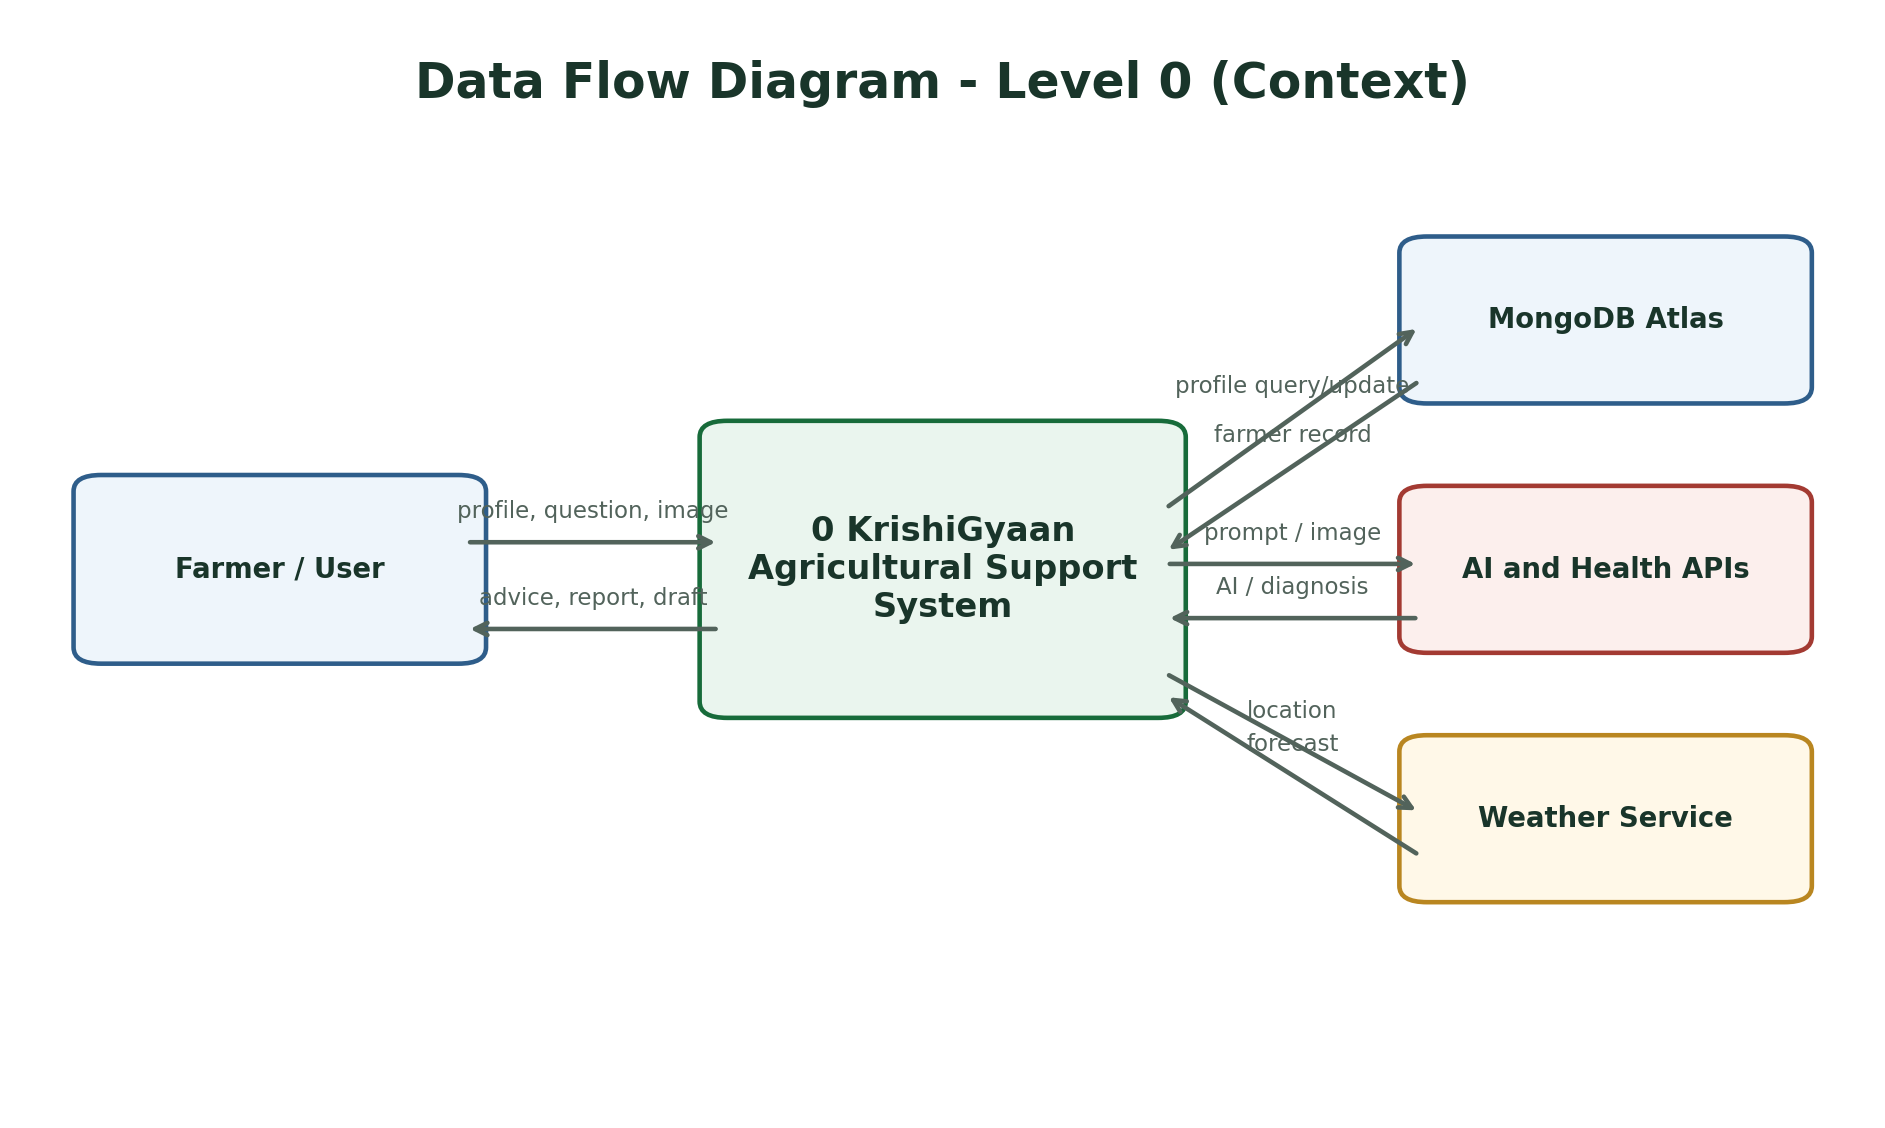 Data Flow Diagram - Level 0 (Context)
MongoDB Atlas
profile query/update
farmer record
profile, question, image
prompt / image
0 KrishiGyaan
Agricultural Support
System
Farmer / User
AI and Health APIs
AI / diagnosis
advice, report, draft
location
forecast
Weather Service